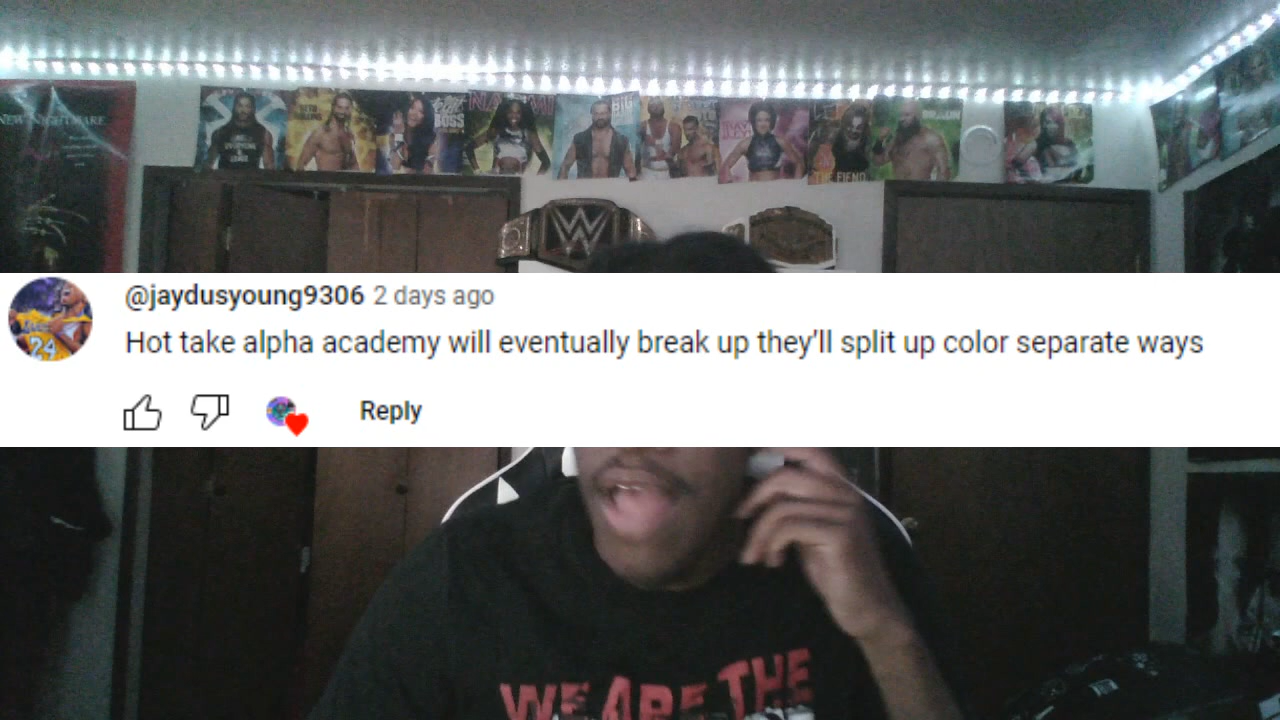 NEW NIGHTMARE
BOSS
BIG
THE FIEND
@jaydusyoung9306 2 days ago
Hot take alpha academy will eventually break up they'll split up color separate ways
Reply
WE ARE THE